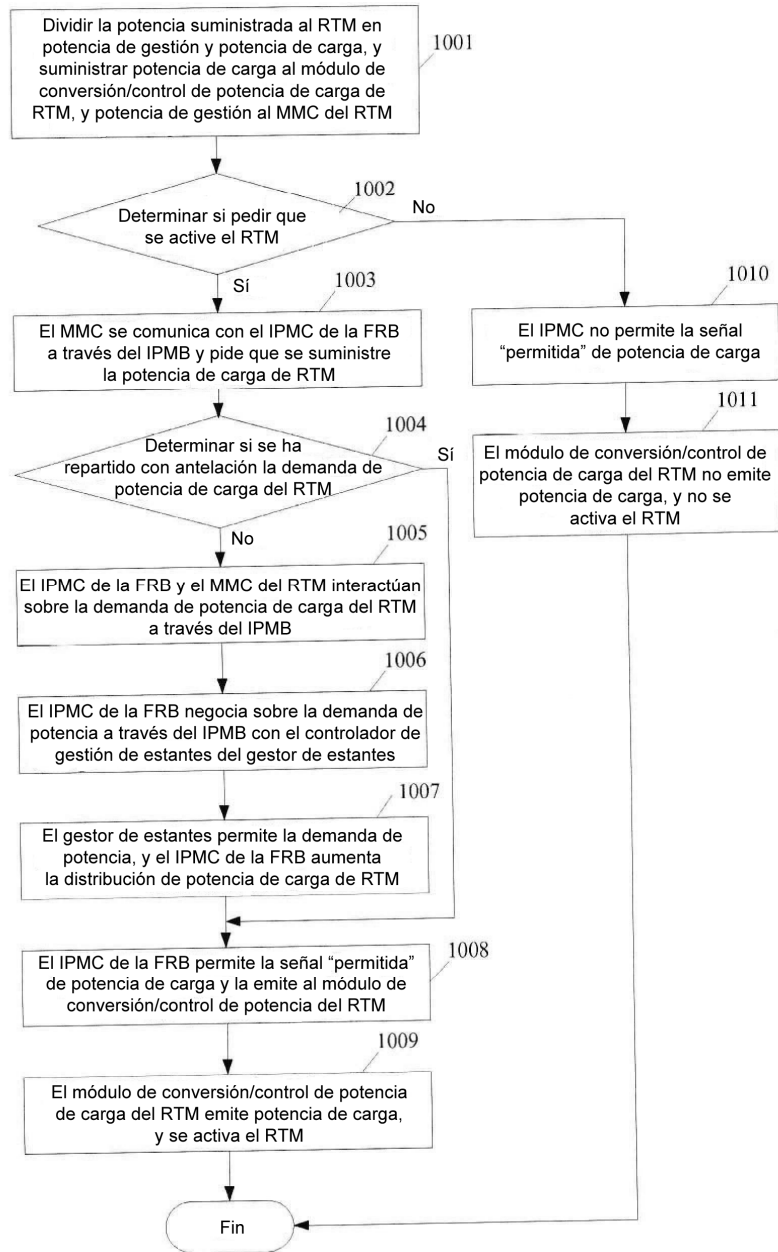 Dividir la potencia suministrada al RTM en
potencia de gestión y potencia de carga, y
suministrar potencia de carga al módulo de
conversión/control de potencia de carga de
RTM, y potencia de gestión al MMC del RTM
1001
1002
Determinar si pedir que
se active el RTM
No
Sí
1003
El MMC se comunica con el IPMC de la FRB
a través del IPMB y pide que se suministre
la potencia de carga de RTM
1010
El IPMC no permite la señal
“permitida” de potencia de carga
1004
Determinar si se ha
repartido con antelación la demanda de
potencia de carga del RTM
Sí
No
1011
El módulo de conversión/control de
potencia de carga del RTM no emite
potencia de carga, y no se
activa el RTM
1005
El IPMC de la FRB y el MMC del RTM interactúan
sobre la demanda de potencia de carga del RTM
a través del IPMB
1006
El IPMC de la FRB negocia sobre la demanda de
potencia a través del IPMB con el controlador de
gestión de estantes del gestor de estantes
1007
El gestor de estantes permite la demanda de
potencia, y el IPMC de la FRB aumenta
la distribución de potencia de carga de RTM
1008
El IPMC de la FRB permite la señal “permitida”
de potencia de carga y la emite al módulo de
conversión/control de potencia del RTM
1009
El módulo de conversión/control de potencia
de carga del RTM emite potencia de carga,
y se activa el RTM
Fin